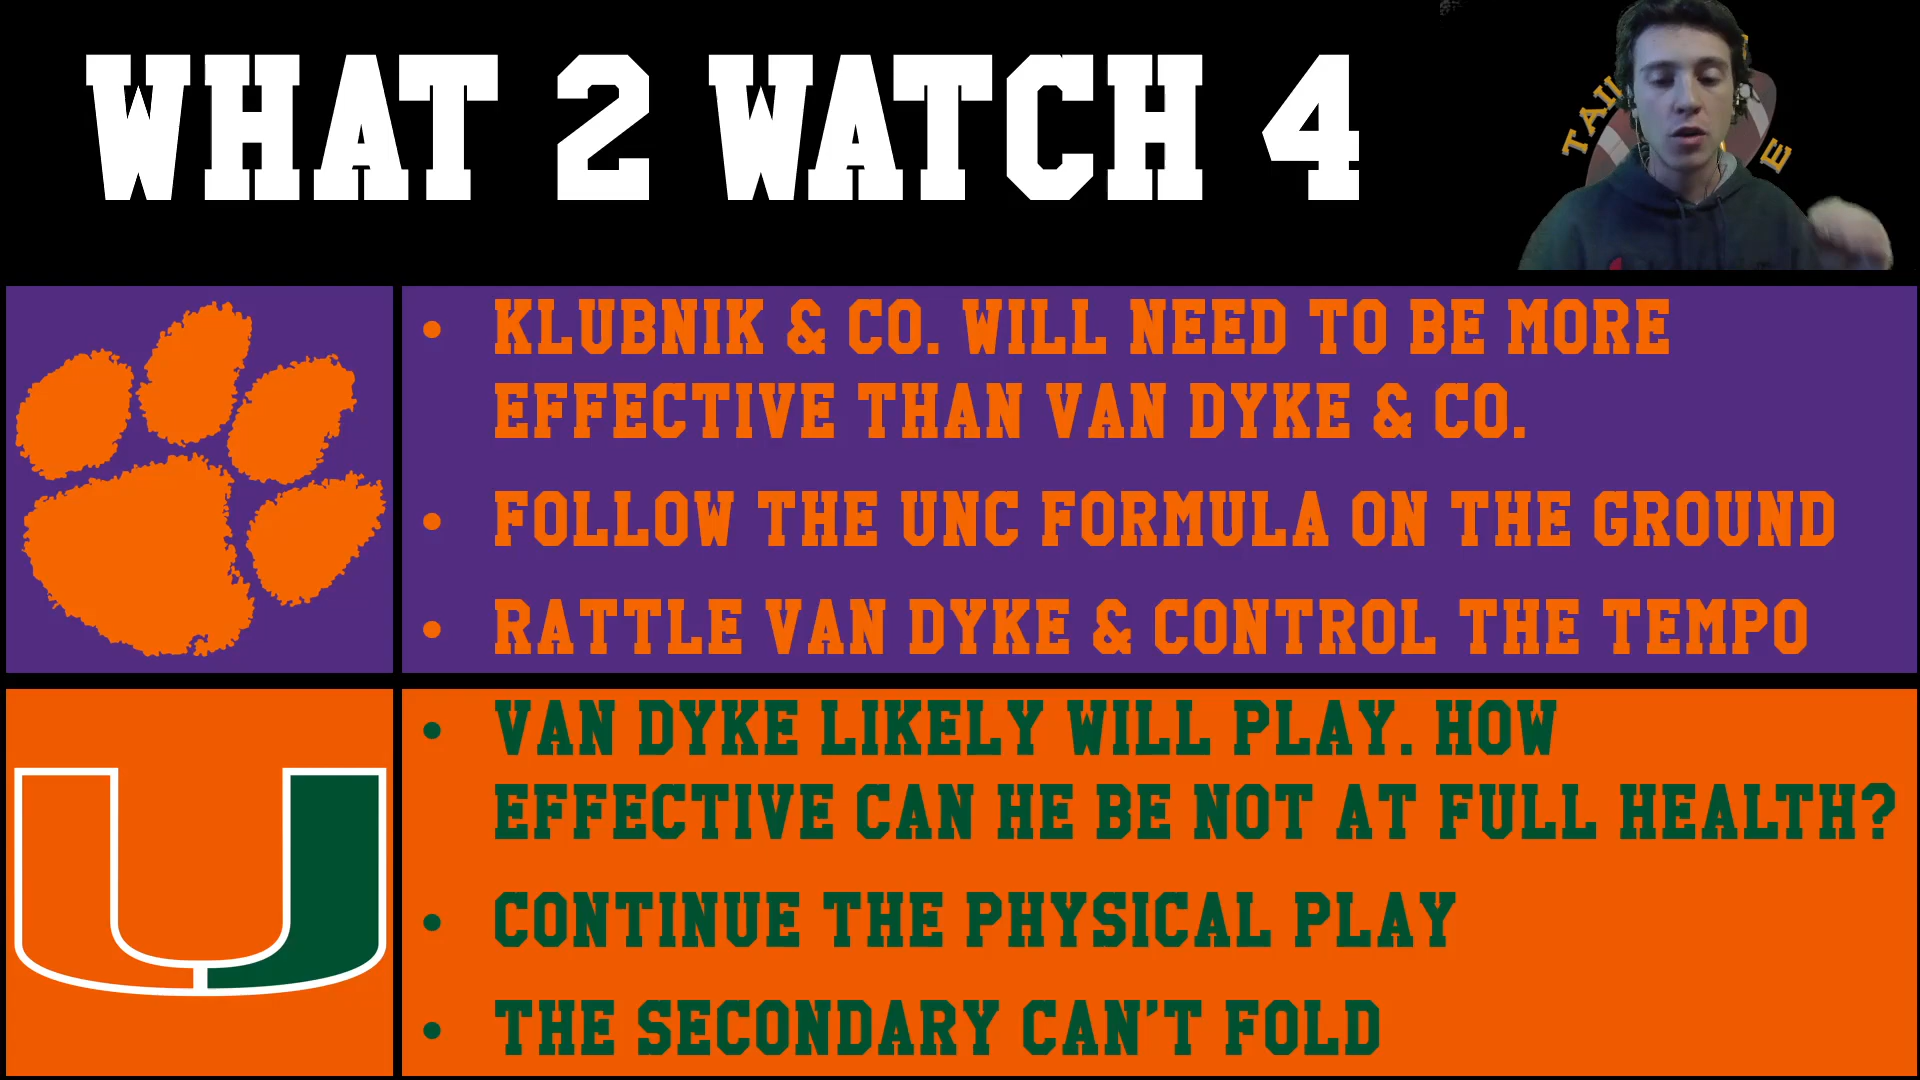 WHAT 2 WATCH 4
• KLUBNIK & CO. WILL NEED TO BE MORE
EFFECTIVE THAN VAN DYKE & CO.
• FOLLOW THE UNC FORMULA ON THE GROUND
• RATTLE VAN DYKE & CONTROL THE TEMPO
• VAN DYKE LIKELY WILL PLAY. HOW
EFFECTIVE CAN HE BE NOT AT FULL HEALTH?
• CONTINUE THE PHYSICAL PLAY
• THE SECONDARY CAN'T FOLD